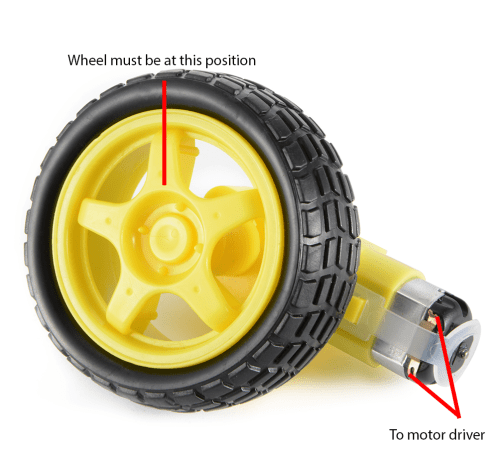 Wheel must be at this position
To motor driver